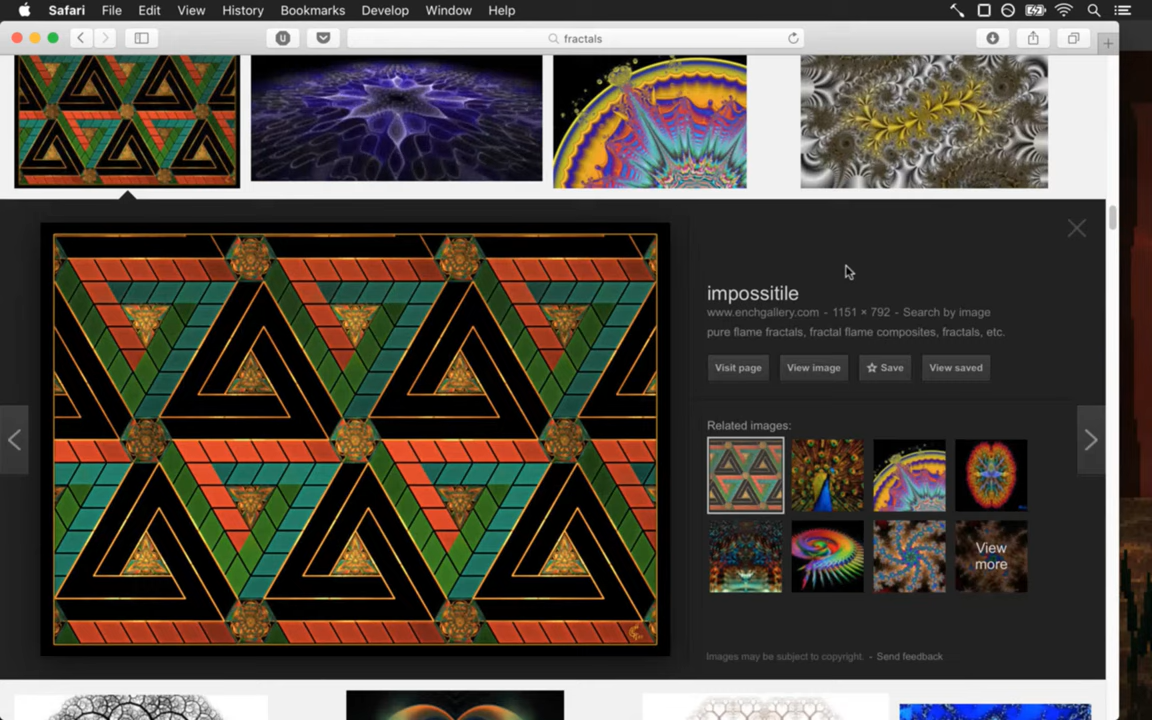 Safari File Edit View History Bookmarks Develop Window Help
fractals
impossitile
www.enchgallery.com - 1151 × 792 - Search by image
pure flame fractals, fractal flame composites, fractals, etc.
Visit page View image Save View saved
Related images:
View
more
Images may be subject to copyright. - Send feedback